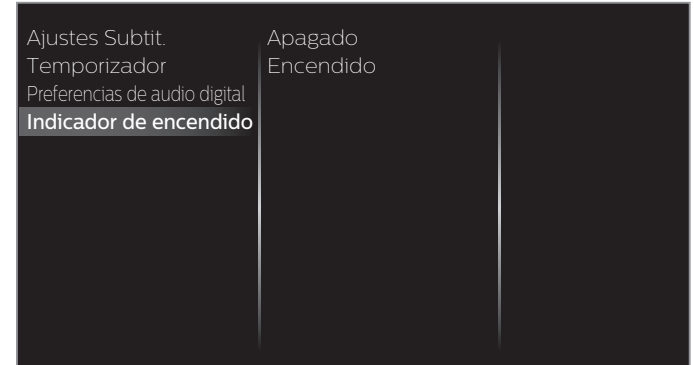 Ajustes Subtit.
Temporizador
Preferencias de audio digital
Indicador de encendido
Apagado
Encendido